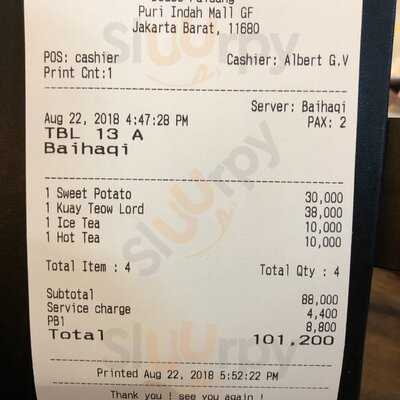 Puri Indah Mall GF
Jakarta Barat, 11680
POS: cashier Cashier: Albert G.V
Print Cnt:1
Server: Baihaqi
Aug 22, 2018 4:47:28 PM PAX: 2
TBL 13 A
Baihaqi
1 Sweet Potato 30,000
1 Kuay Teow Lord 38,000
1 Ice Tea 10,000
1 Hot Tea 10,000
Total Item : 4 Total Qty : 4
Subtotal 88,000
Service charge 4,400
PB1 8,800
Total 101,200
Printed Aug 22, 2018 5:52:22 PM
Thank you ! see you again !
sluurpy
sluurpy
sluurpy